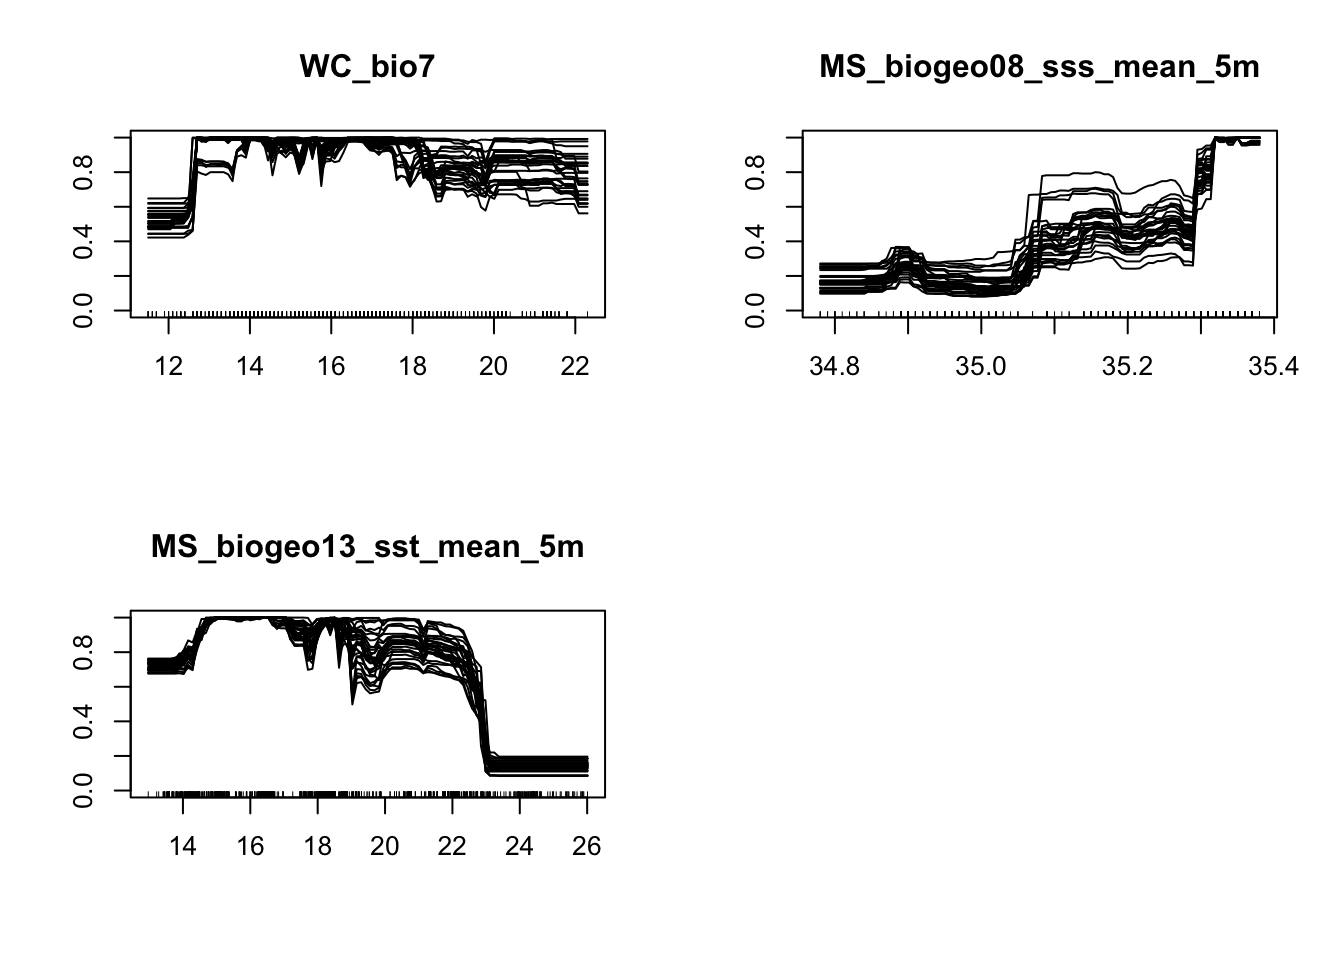 WC_bio7
0.0 0.4 0.8
12 14 16 18 20 22
MS_biogeo08_sss_mean_5m
0.0 0.4 0.8
34.8 35.0 35.2 35.4
MS_biogeo13_sst_mean_5m
0.0 0.4 0.8
14 16 18 20 22 24 26